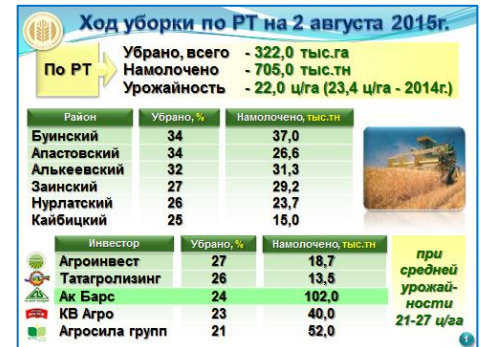 Ход уборки по РТ на 2 августа 2015г.
По РТ
Убрано, всего - 322,0 тыс.га
Намолочено - 705,0 тыс.тн
Урожайность - 22,0 ц/га (23,4 ц/га - 2014г.)
Район Убрано, % Намолочено, тыс.тн
Буинский 34 37,0
Апастовский 34 26,6
Алькеевский 32 31,3
Заинский 27 29,2
Нурлатский 26 23,7
Кайбицкий 25 15,0
Инвестор Убрано, % Намолочено, тыс.тн
Агроинвест 27 18,7
Татагролизинг 26 13,5
Ак Барс 24 102,0
КВ Агро 23 40,0
Агросила групп 21 52,0
при
средней
урожай-
ности
21-27 ц/га
1